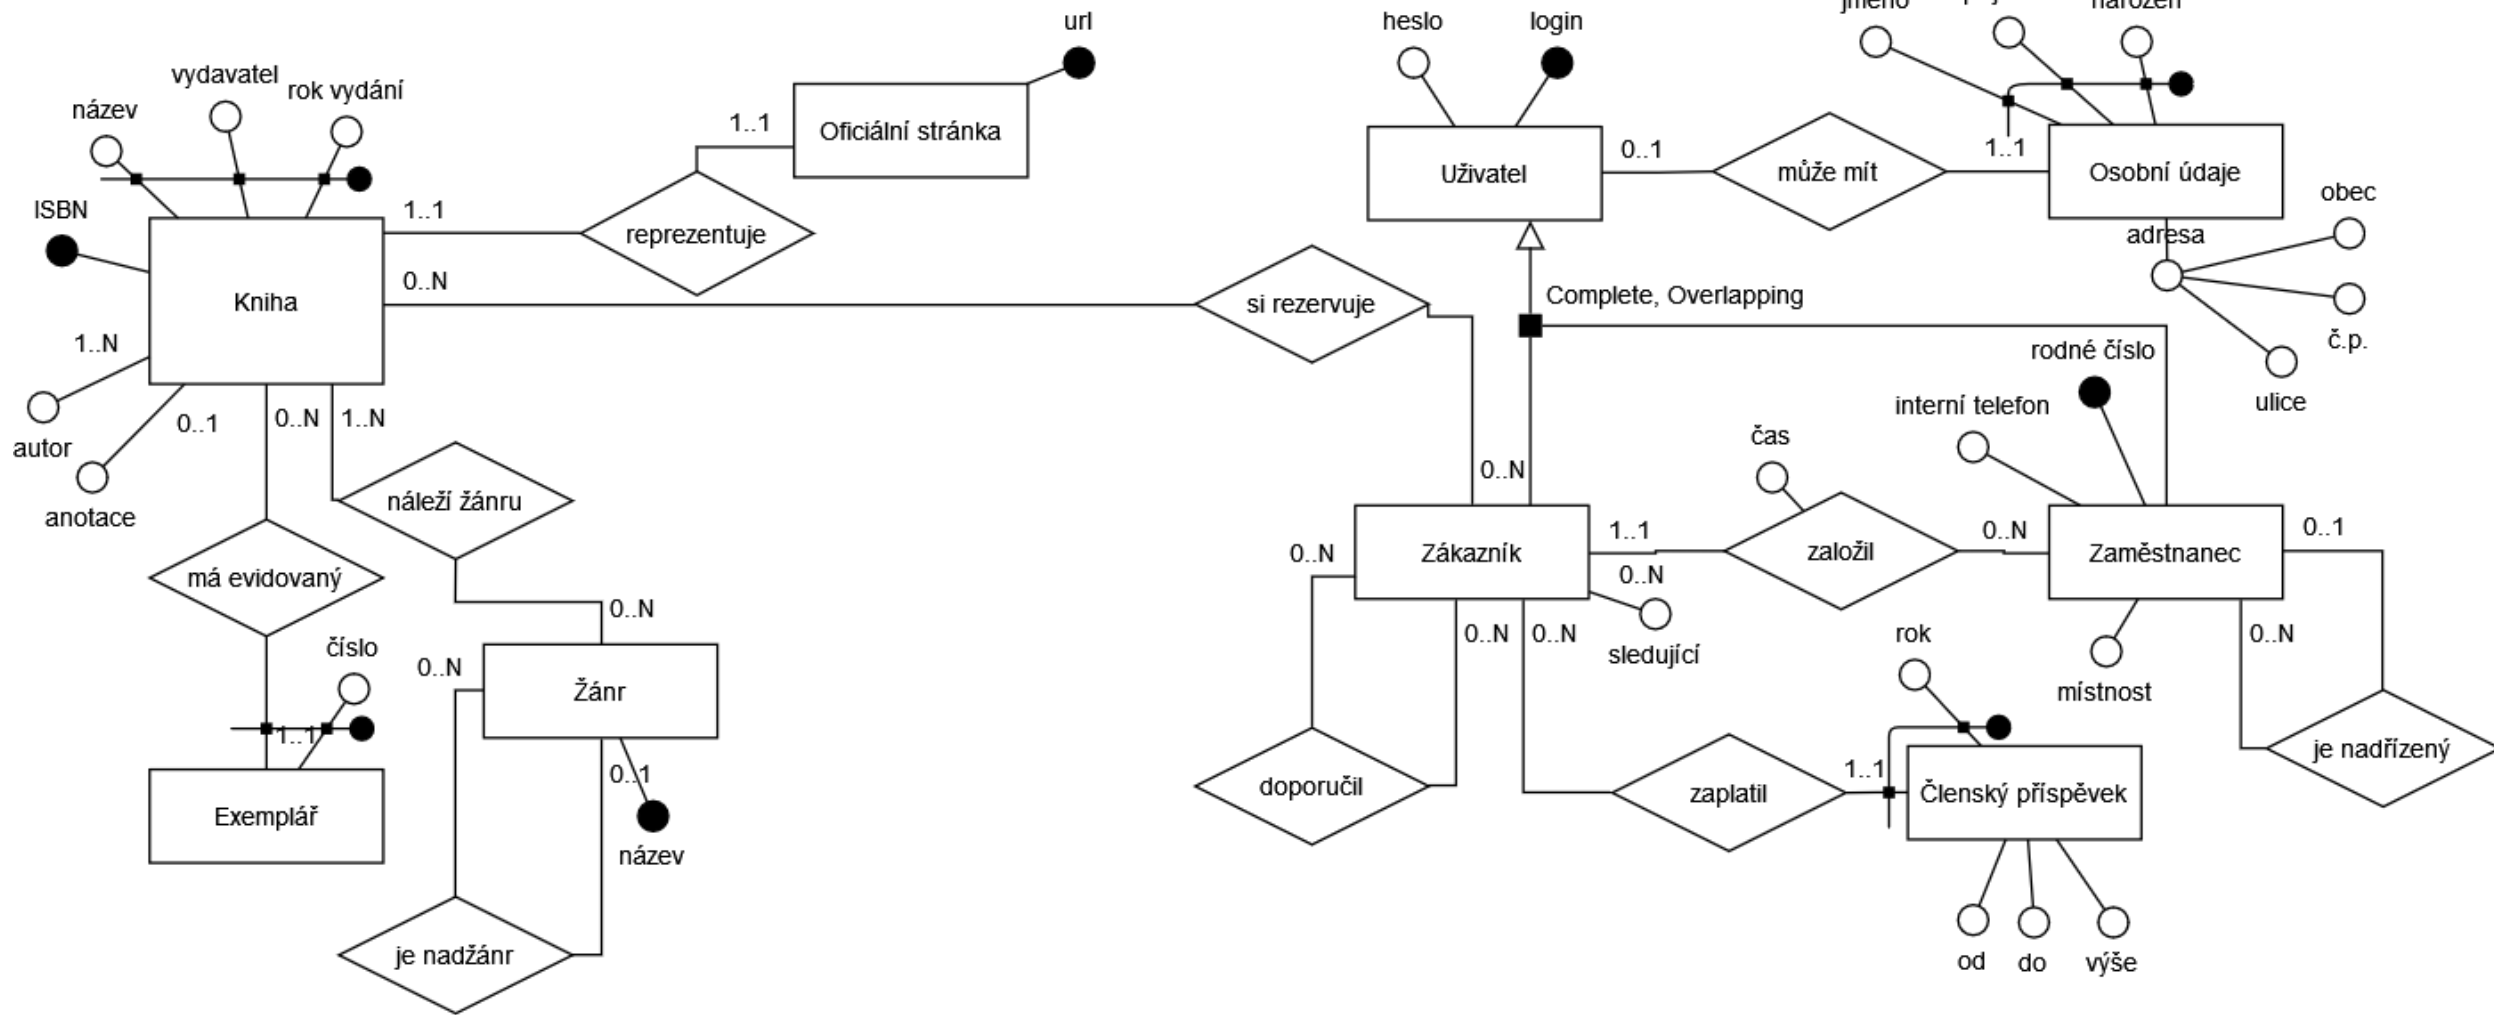 url
heslo
login
narozen
vydavatel
rok vydání
název
1..1
Oficiální stránka
0..1
1..1
Uživatel
může mít
Osobní údaje
ISBN
1..1
reprezentuje
obec
adresa
0..N
Kniha
si rezervuje
Complete, Overlapping
č.p.
1..N
rodné číslo
ulice
0..1
0..N
1..N
interní telefon
autor
čas
0..N
anotace
náleží žánru
1..1
0..N
0..1
0..N
Zákazník
založil
Zaměstnanec
má evidovaný
0..N
0..N
0..N
0..N
rok
0..N
číslo
sledující
0..N
Žánr
místnost
1..1
je nadřízený
0..1
1..1
doporučil
zaplatil
Členský příspěvek
Exemplář
název
je nadžánr
od
do
výše